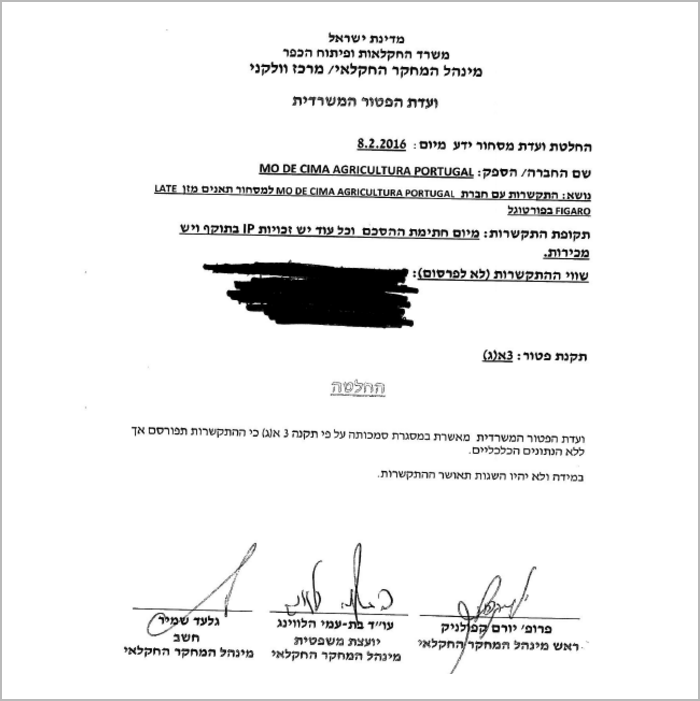 מדינת ישראל
משרד החקלאות ופיתוח הכפר
מינהל המחקר החקלאי/ מרכז וולקני
ועדת הפטור המשרדית
החלטת ועדת מסחור ידע מיום: 8.2.2016
שם החברה/ הספק: MO DE CIMA AGRICULTURA PORTUGAL
נושא: התקשרות עם חברת MO DE CIMA AGRICULTURA PORTUGAL למסחור תאנים מזן LATE
FIGARO בפורטוגל
תקופת התקשרות: מיום חתימת ההסכם וכל עוד יש זכויות IP בתוקף ויש
מכירות.
שווי ההתקשרות (לא לפרסום):
תקנת פטור: 3א(ג)
החלטה
ועדת הפטור המשרדית מאשרת במסגרת סמכותה על פי תקנה 3 א(ג) כי ההתקשרות תפורסם אך
ללא הנתונים הכלכליים.
במידה ולא יהיו השגות תאושר ההתקשרות.
פרופ' יורם קפולניק
ראש מינהל המחקר החקלאי
עו"ד בת-עמי הלווינג
יועצת משפטית
מינהל המחקר החקלאי
גלעד שמיר
חשב
מינהל המחקר החקלאי